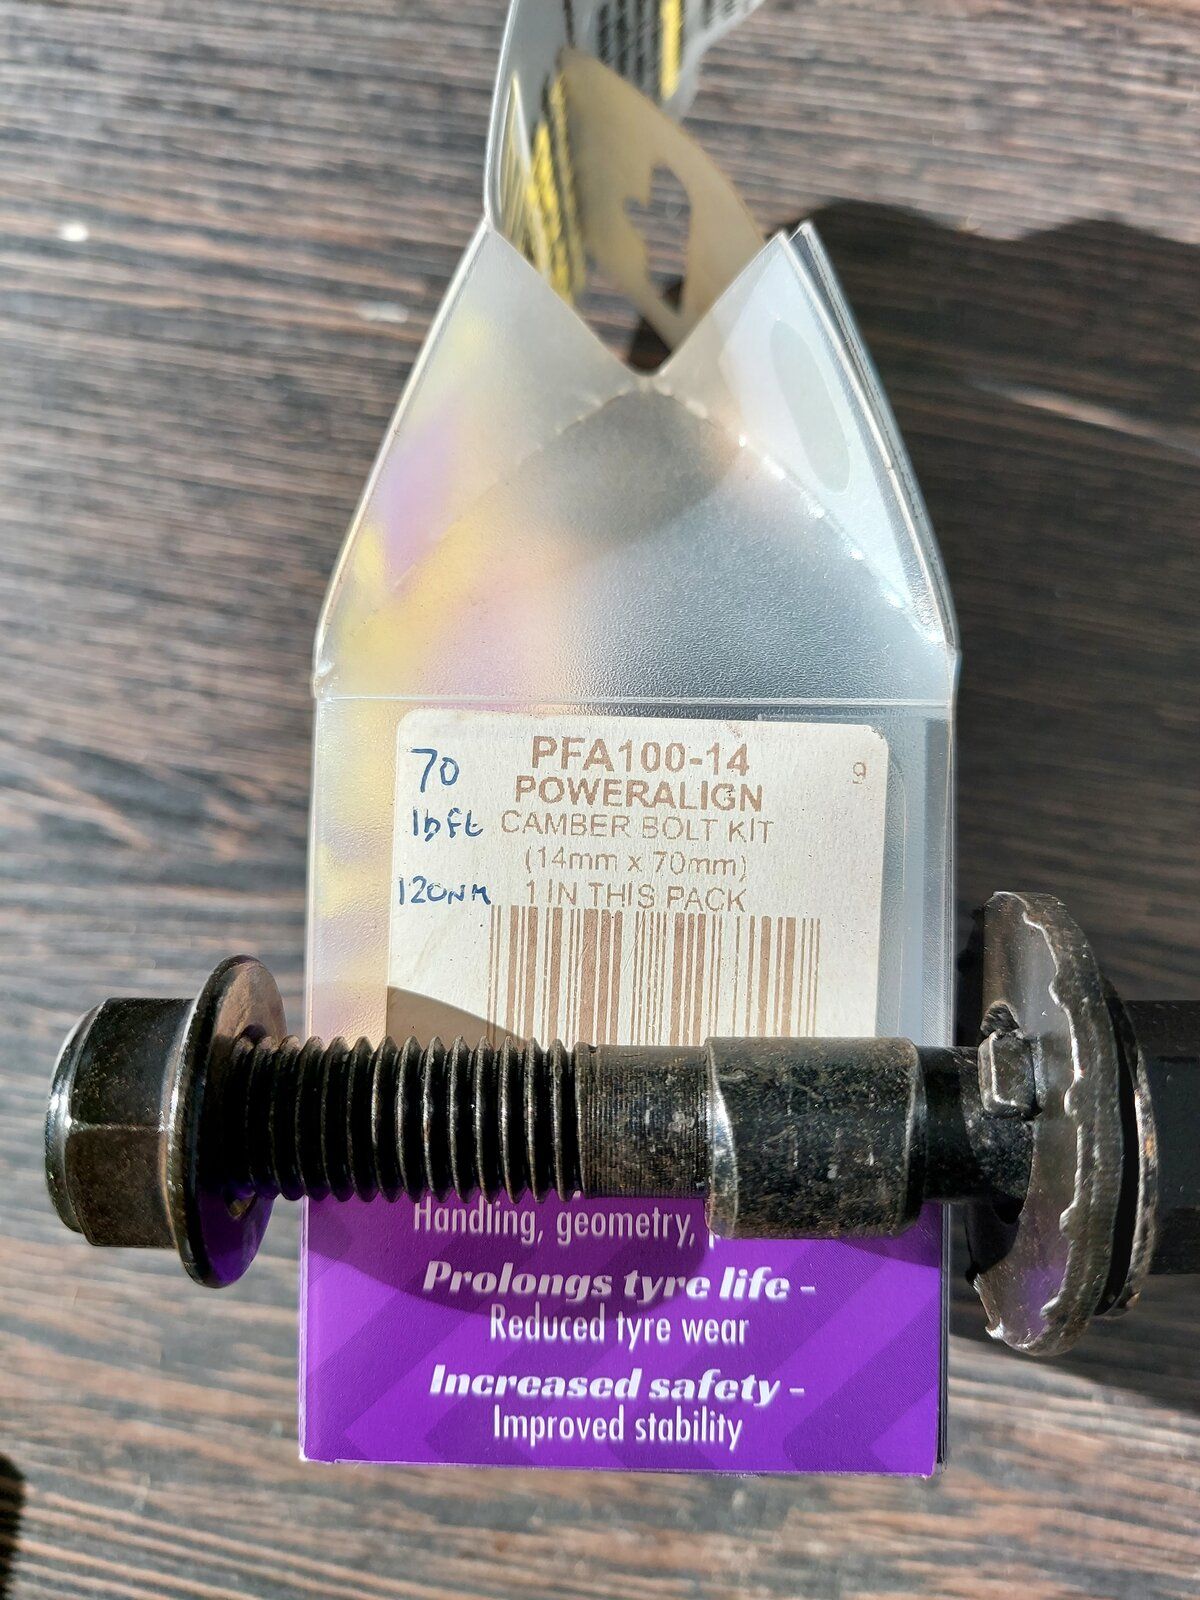 PFA100-14
9
POWERALIGN
CAMBER BOLT KIT
(14mm x 70mm)
1 IN THIS PACK
70
lbft
120NM
Handling, geometry,
Prolongs tyre life -
Reduced tyre wear
Increased safety -
Improved stability